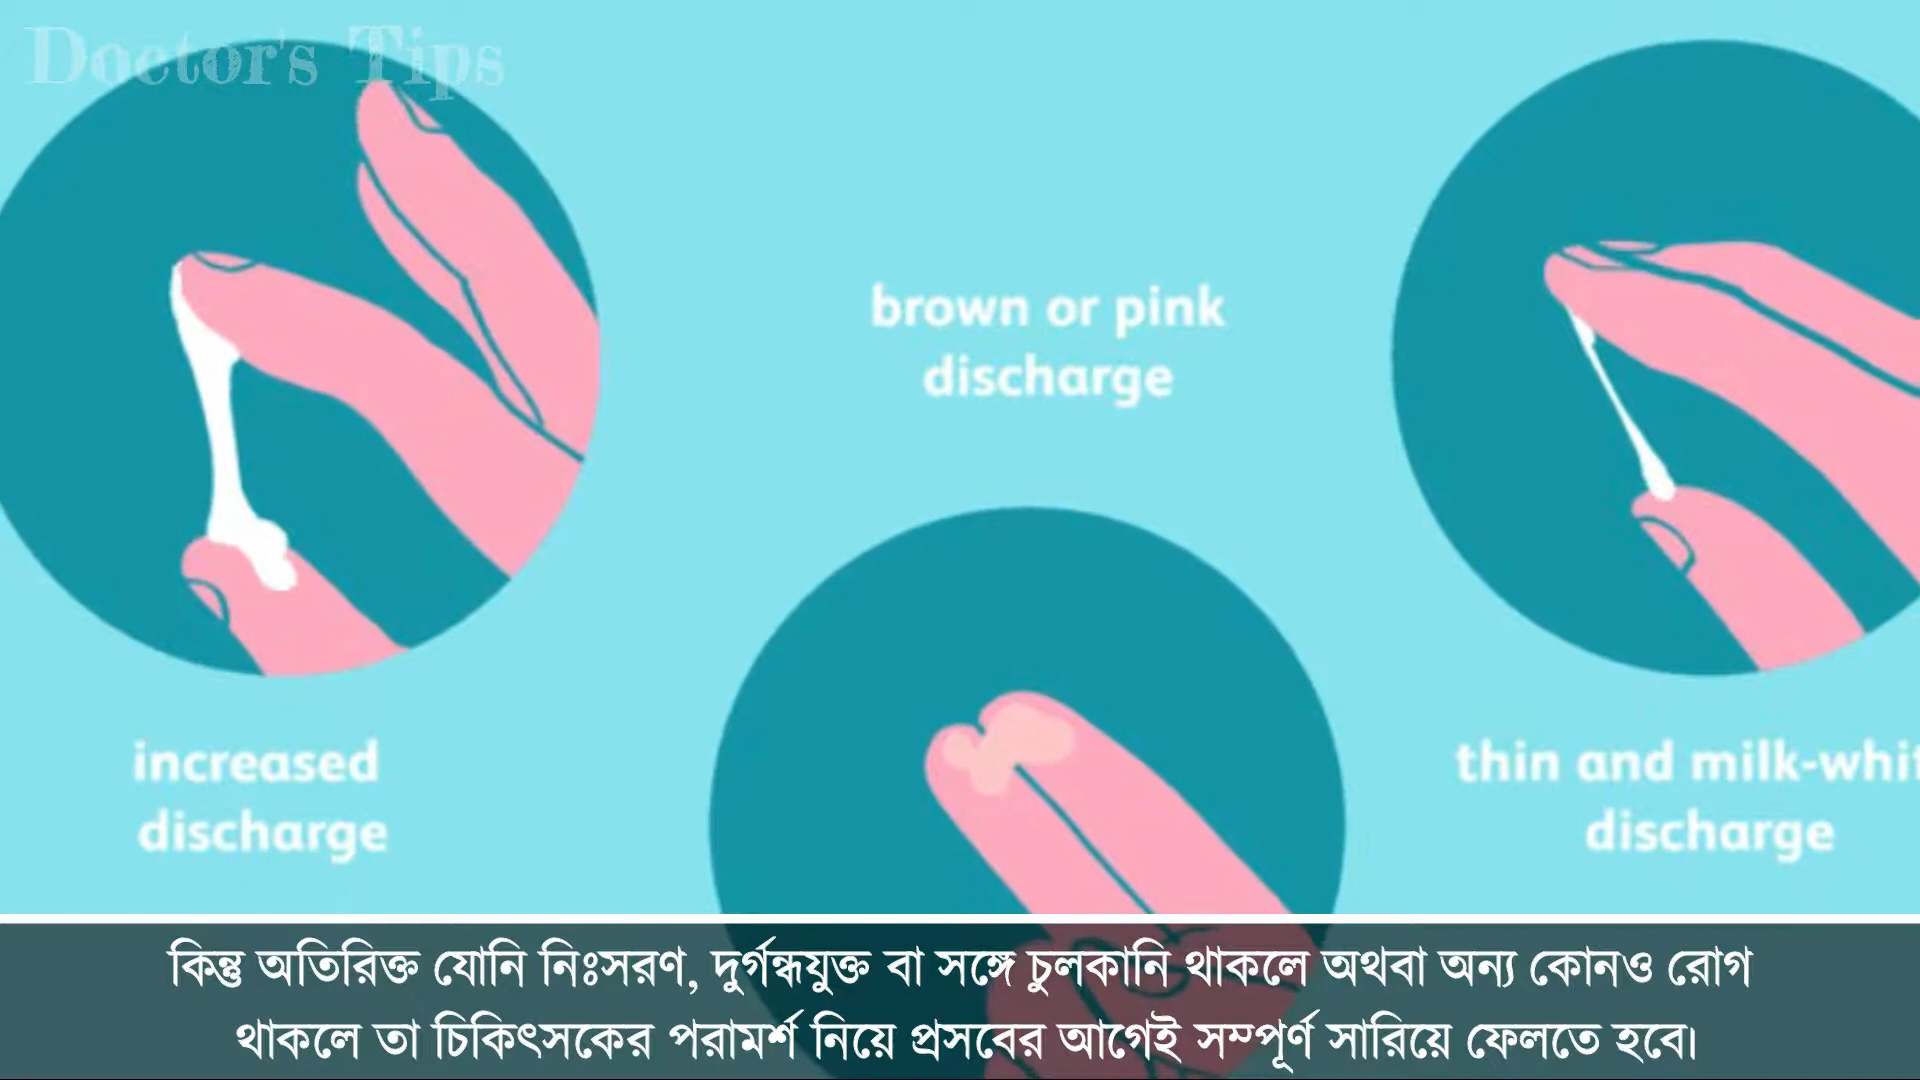 Doctor's Tips
brown or pink
discharge
increased
discharge
thin and milk-whit
discharge
কিন্তু অতিরিক্ত যোনি নিঃসরণ, দুর্গন্ধযুক্ত বা সঙ্গে চুলকানি থাকলে অথবা অন্য কোনও রোগ
থাকলে তা চিকিৎসকের পরামর্শ নিয়ে প্রসবের আগেই সম্পূর্ণ সারিয়ে ফেলতে হবে।